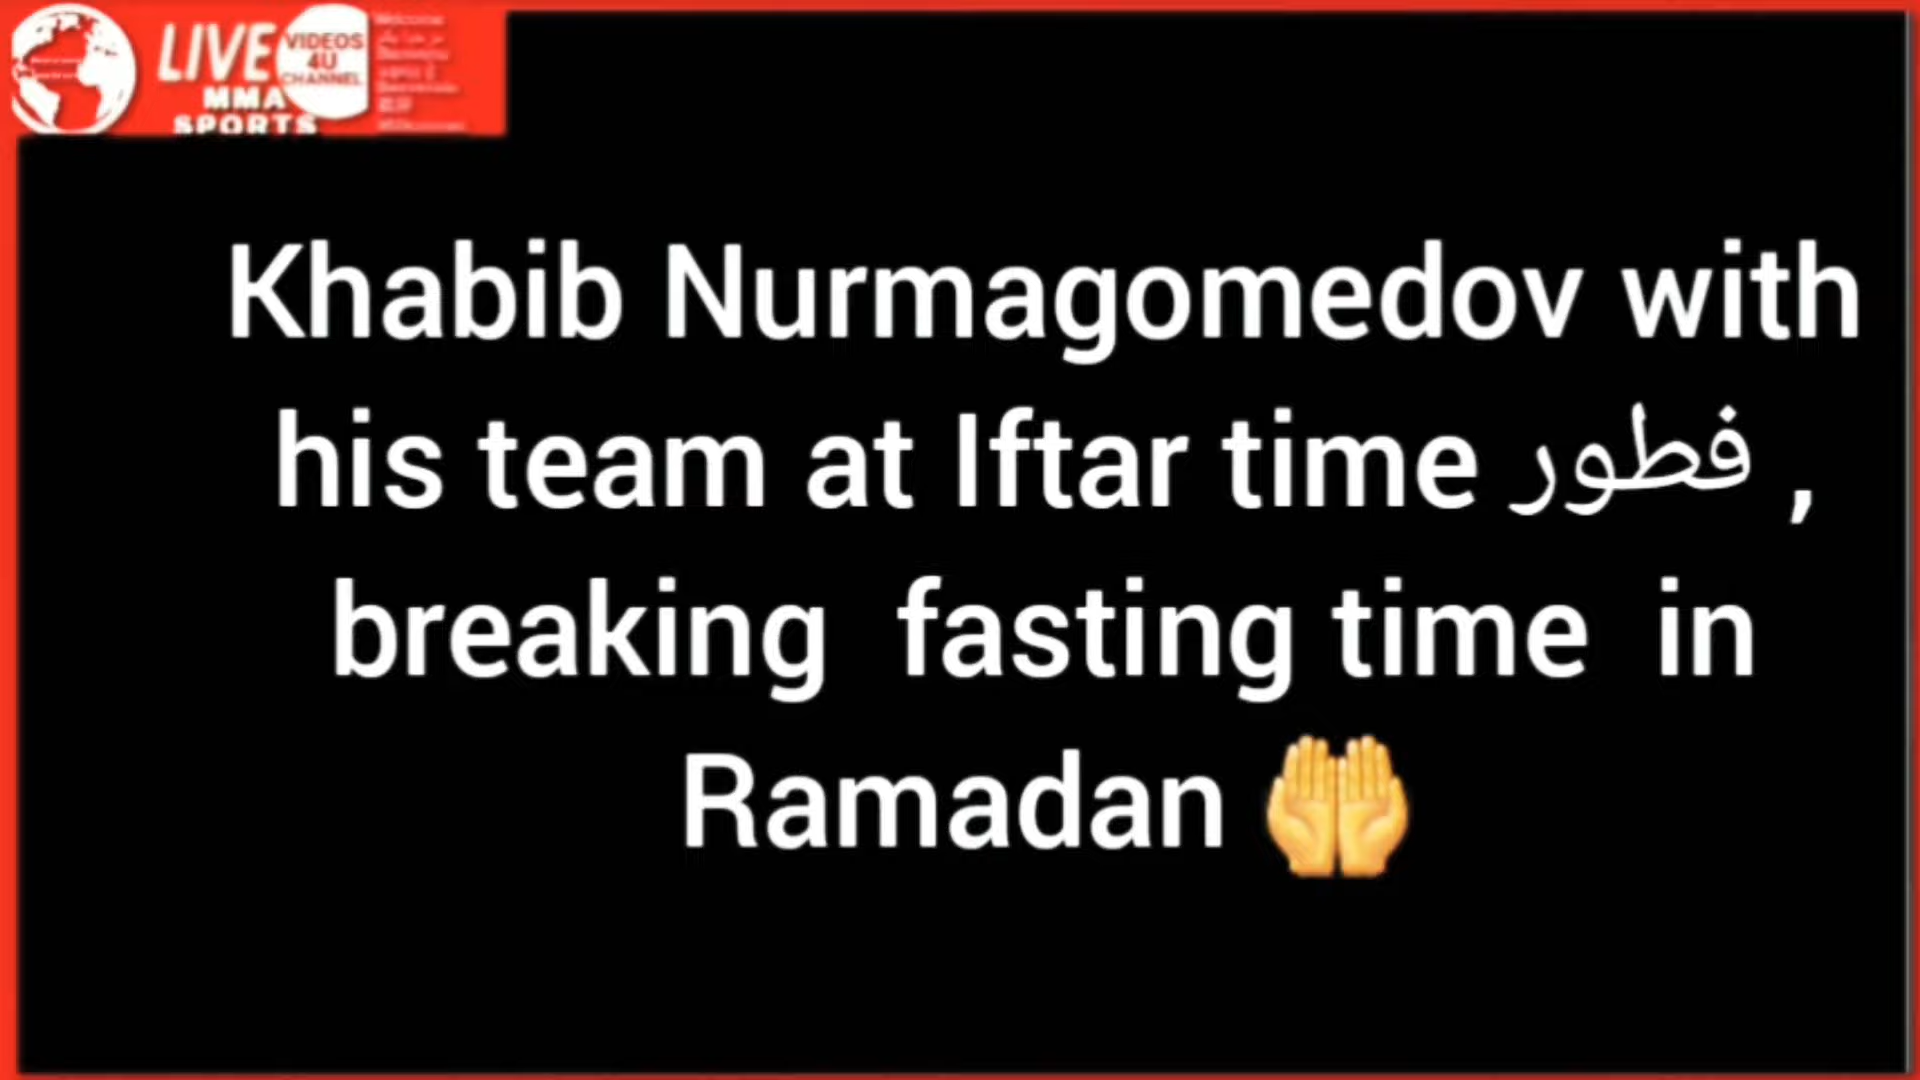 LIVE
MMA
SPORTS
VIDEOS
4U
CHANNEL
Welcome
Khabib Nurmagomedov with
his team at Iftar time فطور ,
breaking fasting time in
Ramadan 🤲